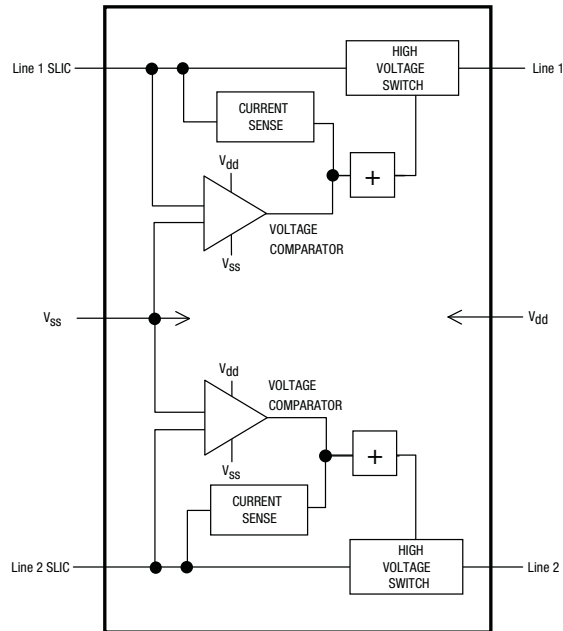 Line 1 SLIC
HIGH
VOLTAGE
SWITCH
Line 1
CURRENT
SENSE
+
Vdd
VOLTAGE
COMPARATOR
Vss
Vss
Vdd
Vdd
VOLTAGE
COMPARATOR
Vss
+
CURRENT
SENSE
Line 2 SLIC
HIGH
VOLTAGE
SWITCH
Line 2